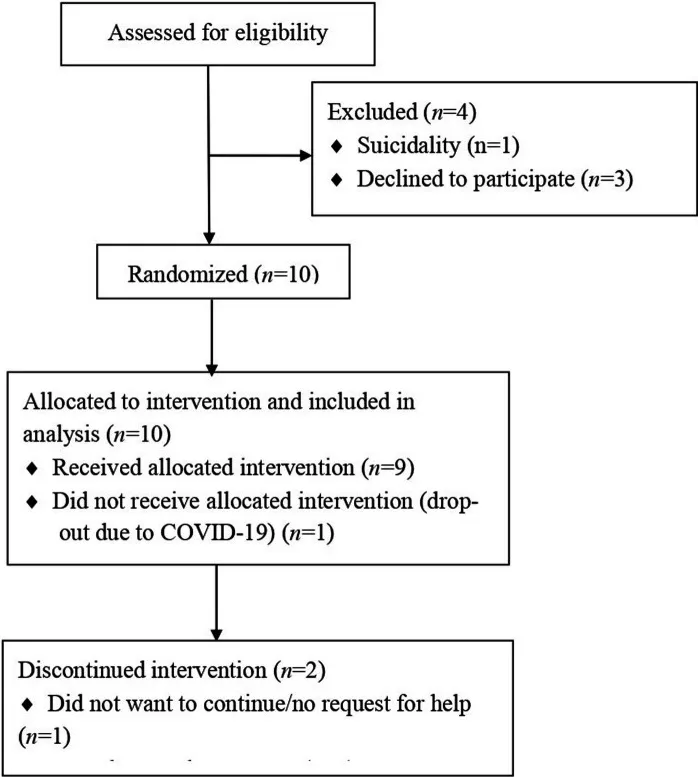 Assessed for eligibility
Excluded (n=4)
♦ Suicidality (n=1)
♦ Declined to participate (n=3)
Randomized (n=10)
Allocated to intervention and included in
analysis (n=10)
♦ Received allocated intervention (n=9)
♦ Did not receive allocated intervention (drop-
out due to COVID-19) (n=1)
Discontinued intervention (n=2)
♦ Did not want to continue/no request for help
(n=1)